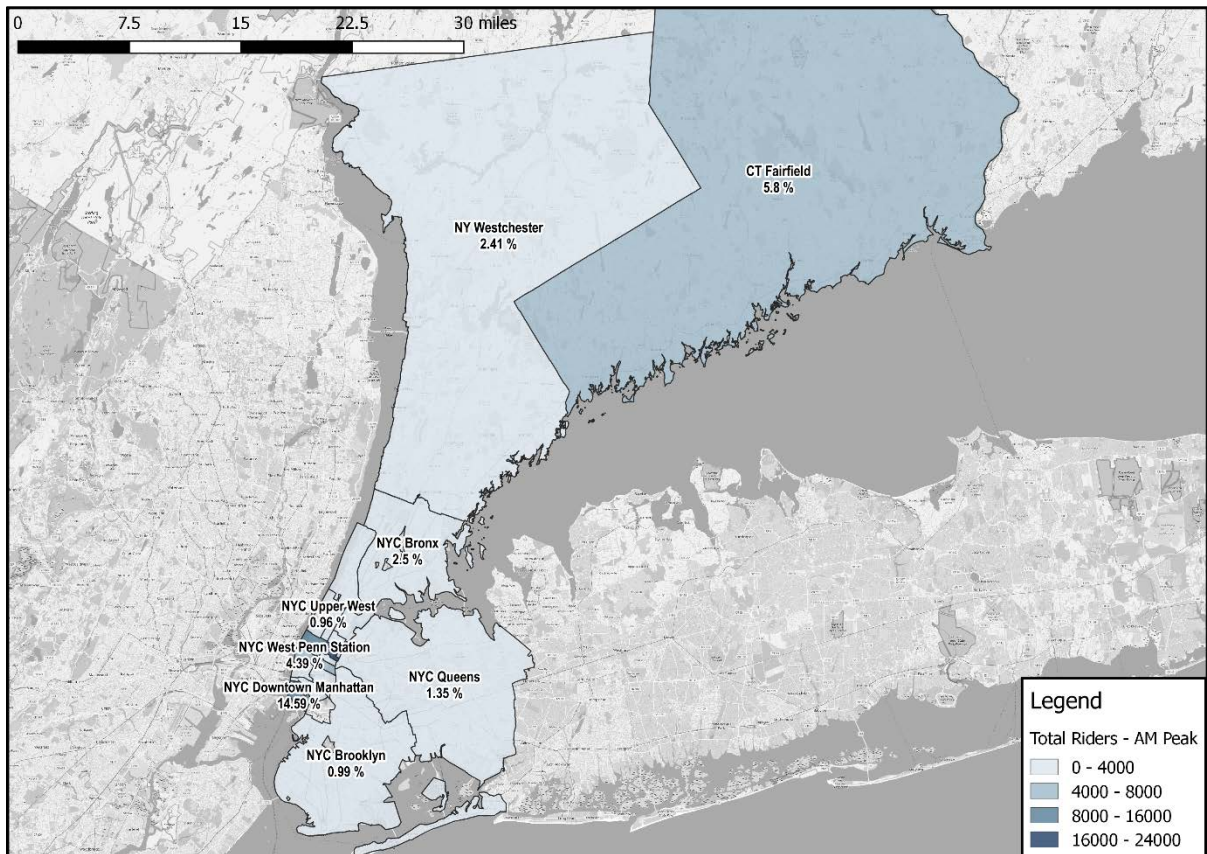 0 7.5 15 22.5 30 miles
CT Fairfield
5.8 %
NY Westchester
2.41 %
NYC Bronx
2.5 %
NYC Upper West
0.96 %
NYC West Penn Station
4.39 %
NYC Queens
1.35 %
NYC Downtown Manhattan
14.59 %
NYC Brooklyn
0.99 %
Legend
Total Riders - AM Peak
0 - 4000
4000 - 8000
8000 - 16000
16000 - 24000